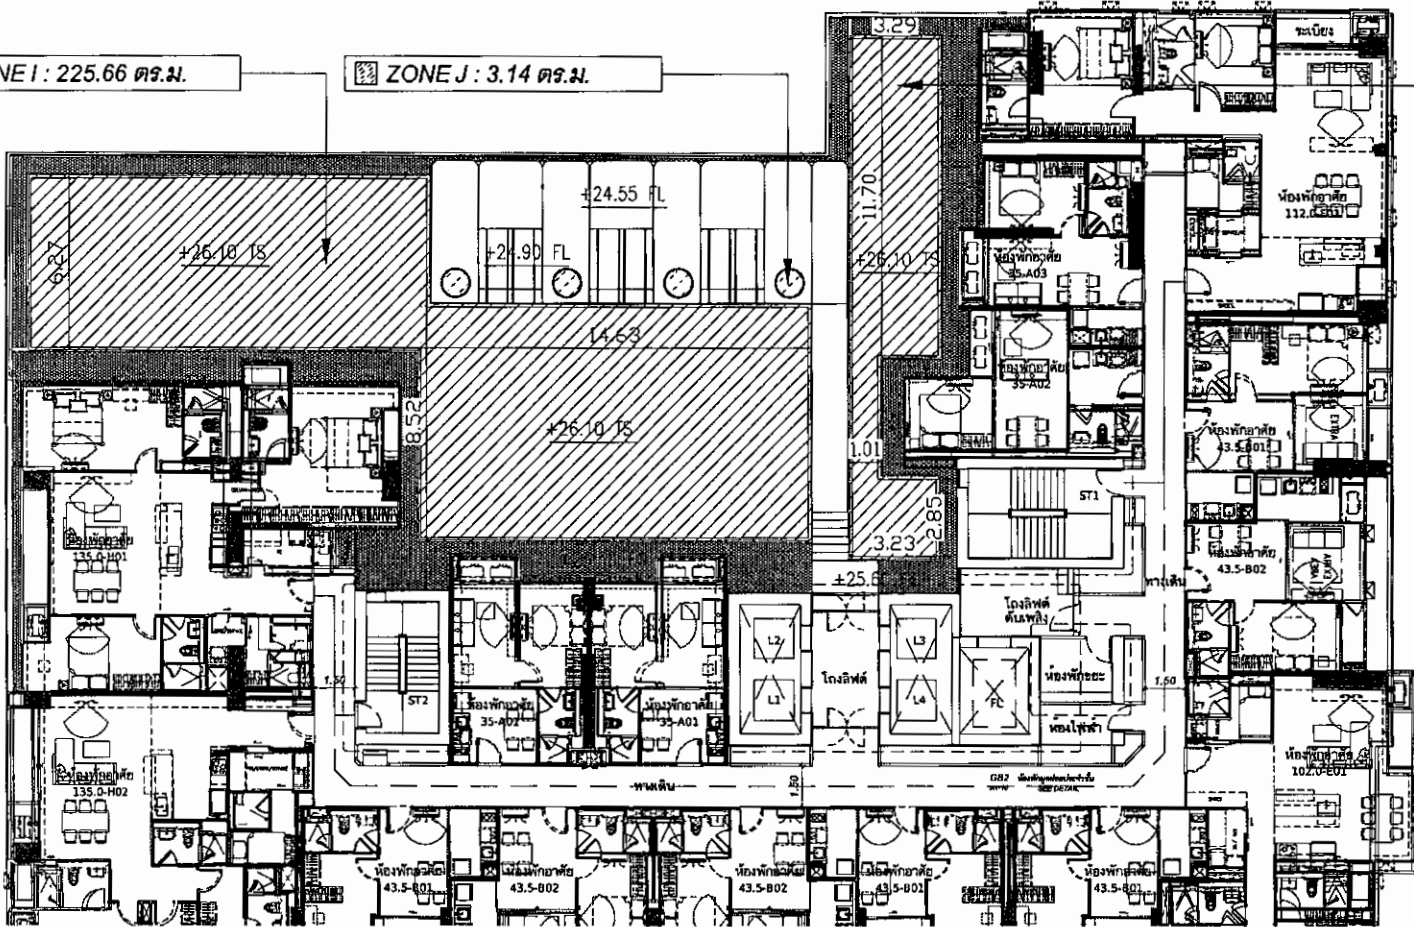 NE I : 225.66 ตร.ม.
ZONE J : 3.14 ตร.ม.
3.29
ระเบียง
+24.55 FL
11.70
ห้องพักอาศัย
6.27
+26.10 TS
+24.90 FL
+26.10 TS
ห้องพักอาศัย
35-A03
14.63
ห้องพักอาศัย
35-A02
8.52
+26.10 TS
1.01
ห้องพักอาศัย
43.5-B01
EXTRA
ST1
2.85
3.23
ห้องพักอาศัย
135.0-H01
ห้องพักอาศัย
43.5-B02
EXTRA
ทางเดิน
+25.6
โถงลิฟต์
ดับเพลิง
L2
L3
โถงลิฟต์
L1
L4
FL
ห้องพักขยะ
1.50
1.50
ST2
ห้องพักอาศัย
35-A01
ห้องพักอาศัย
35-A01
ห้องไฟฟ้า
ห้องพักอาศัย
135.0-H02
ห้องพักอาศัย
102.0-E01
ทางเดิน
1.50
GB2
ห้องพักอาศัย
43.5-B01
ห้องพักอาศัย
43.5-B02
ห้องพักอาศัย
43.5-B02
ห้องพักอาศัย
43.5-B01
ห้องพักอาศัย
43.5-B01